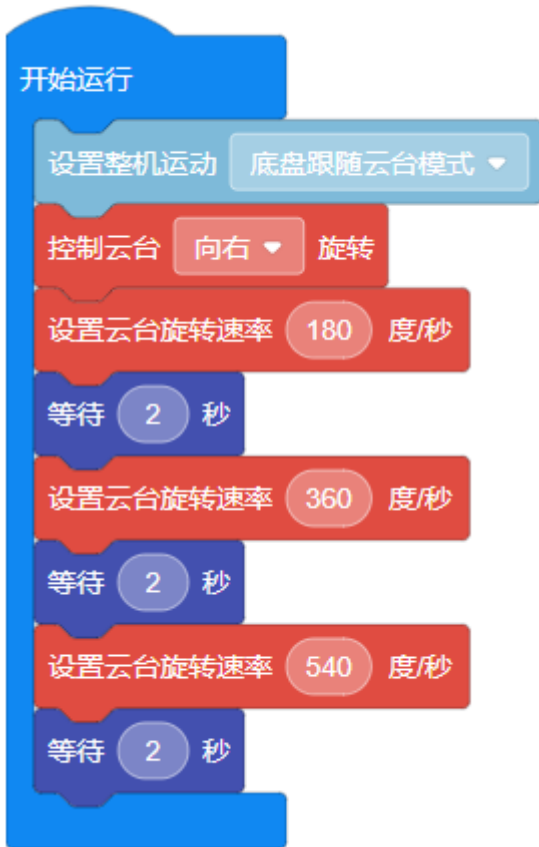 开始运行
设置整机运动 底盘跟随云台模式
控制云台 向右 旋转
设置云台旋转速率 180 度/秒
等待 2 秒
设置云台旋转速率 360 度/秒
等待 2 秒
设置云台旋转速率 540 度/秒
等待 2 秒